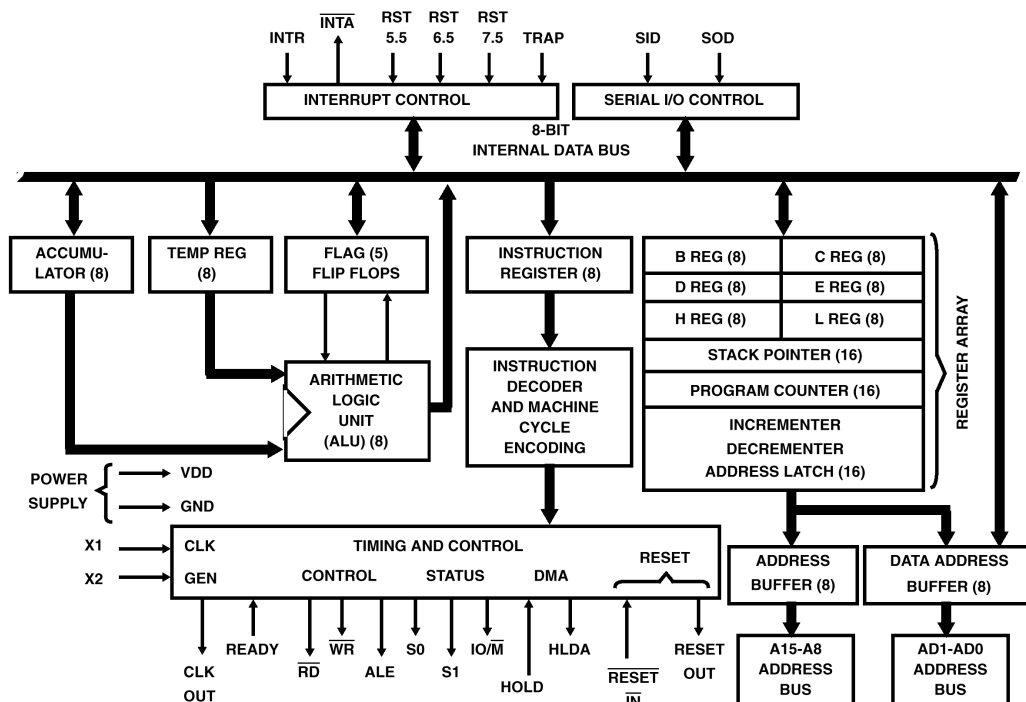 INTR
INTA
RST 5.5
RST 6.5
RST 7.5
TRAP
SID
SOD
INTERRUPT CONTROL
SERIAL I/O CONTROL
8-BIT
INTERNAL DATA BUS
ACCUMU-
LATOR (8)
TEMP REG
(8)
FLAG (5)
FLIP FLOPS
INSTRUCTION
REGISTER (8)
B REG (8)
C REG (8)
D REG (8)
E REG (8)
H REG (8)
L REG (8)
STACK POINTER (16)
PROGRAM COUNTER (16)
INCREMENTER
DECREMENTER
ADDRESS LATCH (16)
REGISTER ARRAY
ARITHMETIC
LOGIC
UNIT
(ALU) (8)
INSTRUCTION
DECODER
AND MACHINE
CYCLE
ENCODING
POWER
SUPPLY
VDD
GND
X1
X2
CLK
GEN
TIMING AND CONTROL
CONTROL
STATUS
DMA
RESET
ADDRESS
BUFFER (8)
DATA ADDRESS
BUFFER (8)
CLK
OUT
READY
RD
WR
ALE
S0
S1
IO/M
HOLD
HLDA
RESET
IN
RESET
OUT
A15-A8
ADDRESS
BUS
AD1-AD0
ADDRESS
BUS